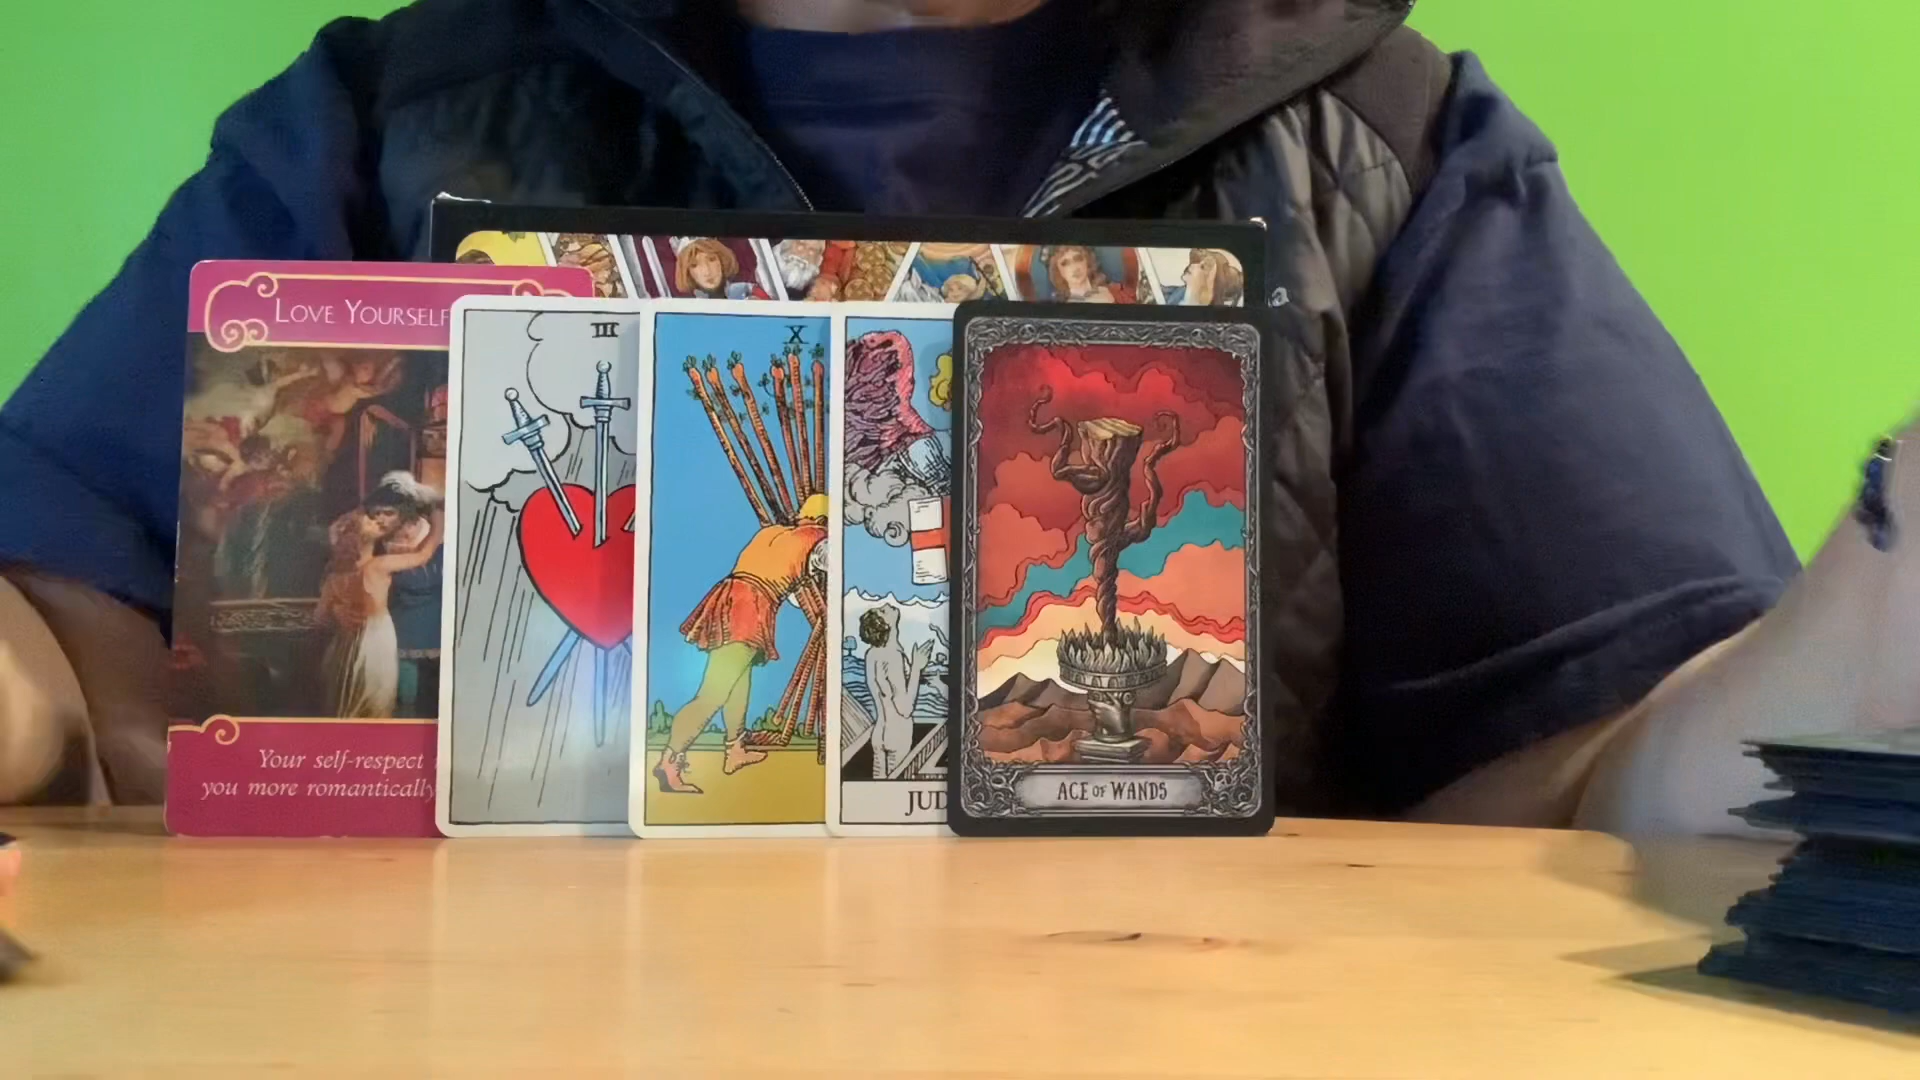 LOVE YOURSELF
Your self-respect
you more romantically
III
X
JUD
ACE OF WANDS